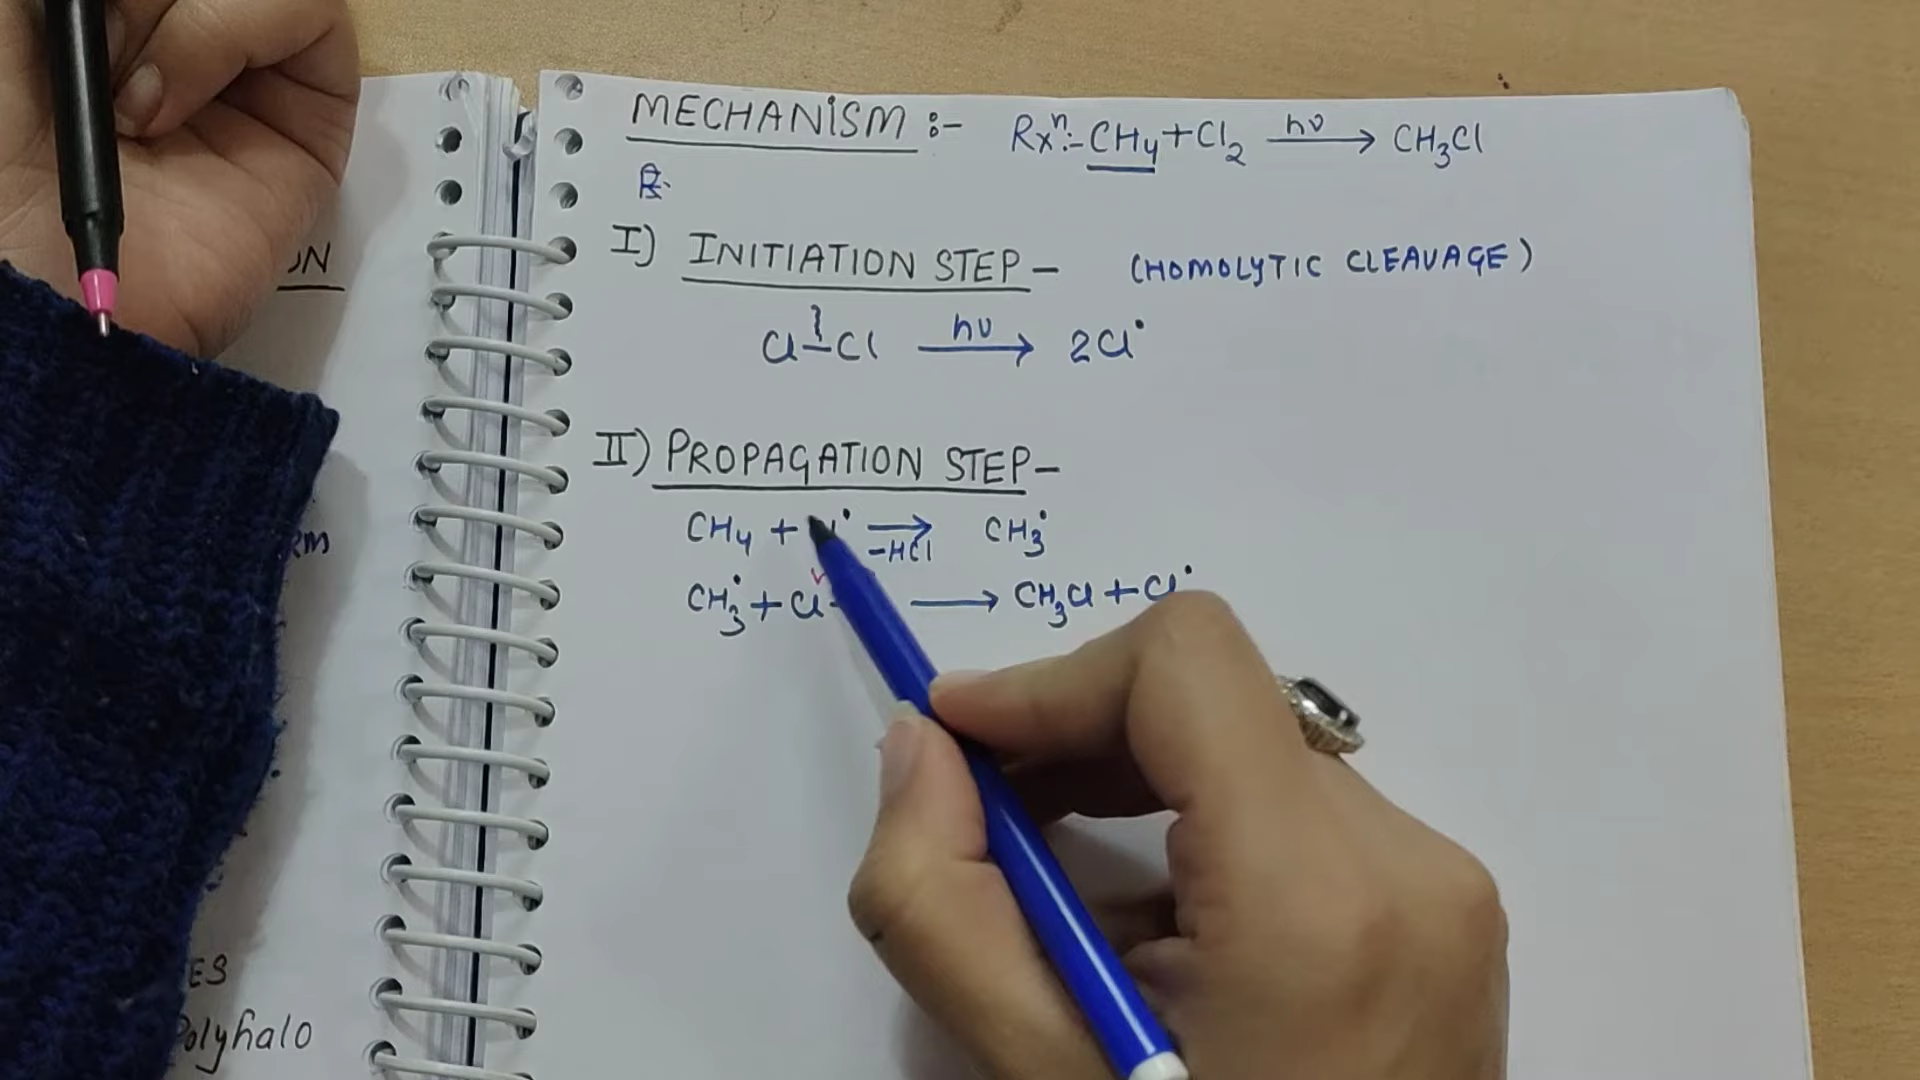 MECHANISM :- Rxⁿ:- CH4 + Cl2 hν → CH3Cl
I) INITIATION STEP - (HOMOLYTIC CLEAVAGE)
Cl-Cl hν → 2Cl•
II) PROPAGATION STEP -
CH4 + • → -HCl CH3•
CH3• + Cl- → CH3Cl + Cl•
ON
RM
ES
Polyhalo